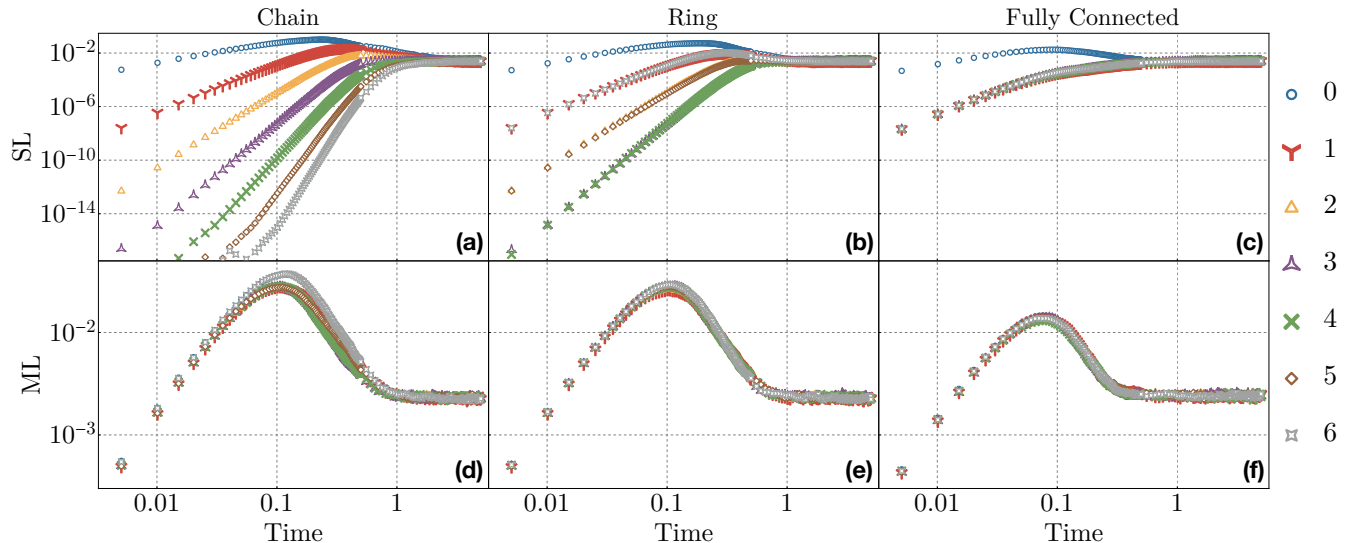 Chain Ring Fully Connected
SL
10^{-2}
10^{-6}
10^{-10}
10^{-14}
(a) (b) (c)
ML
10^{-2}
10^{-3}
(d) (e) (f)
0.01 0.1 1 0.01 0.1 1 0.01 0.1 1
Time Time Time
0
1
2
3
4
5
6